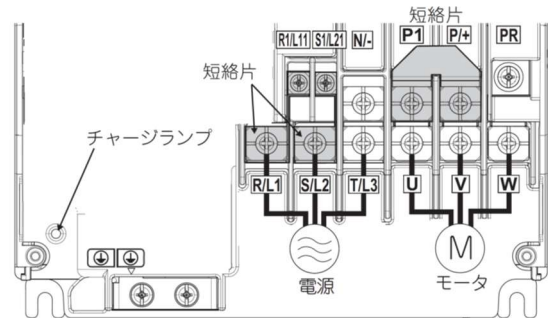 短絡片
R1/L11 S1/L21 N/- P1 P/+ PR
短絡片
チャージランプ
R/L1 S/L2 T/L3 U V W
M
電源 モータ